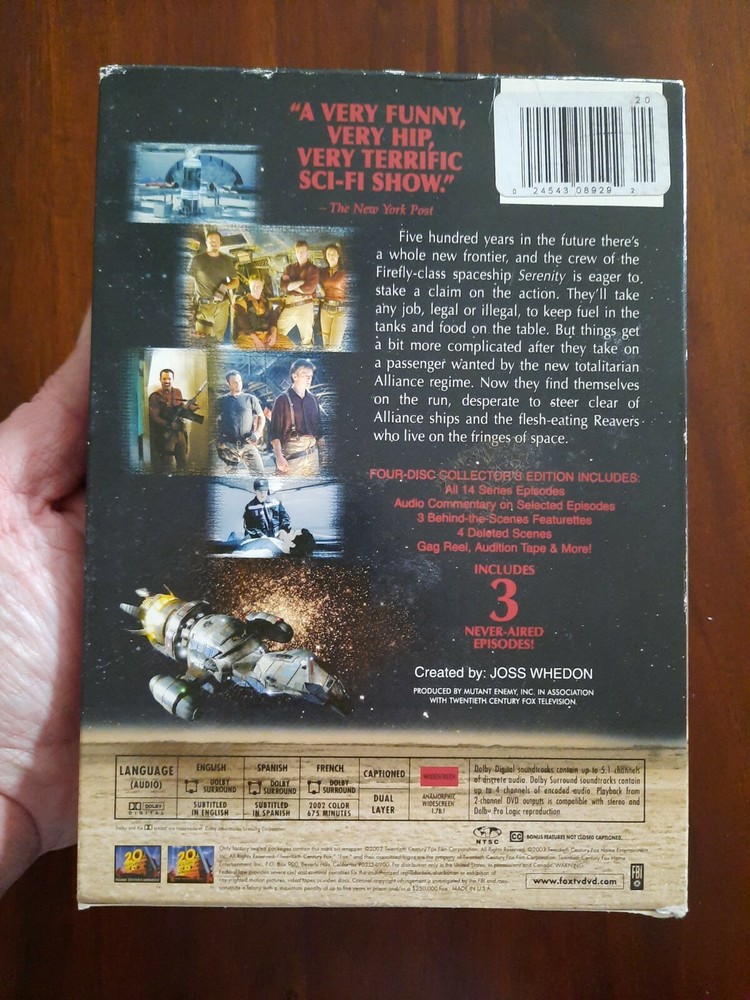 “A VERY FUNNY,
VERY HIP,
VERY TERRIFIC
SCI-FI SHOW.”
– The New York Post
20
0 24543 08929 2
Five hundred years in the future there's
a whole new frontier, and the crew of the
Firefly-class spaceship Serenity is eager to
stake a claim on the action. They'll take
any job, legal or illegal, to keep fuel in the
tanks and food on the table. But things get
a bit more complicated after they take on
a passenger wanted by the new totalitarian
Alliance regime. Now they find themselves
on the run, desperate to steer clear of
Alliance ships and the flesh-eating Reavers
who live on the fringes of space.
FOUR-DISC COLLECTOR'S EDITION INCLUDES:
All 14 Series Episodes
Audio Commentary on Selected Episodes
3 Behind-the-Scenes Featurettes
4 Deleted Scenes
Gag Reel, Audition Tape & More!
INCLUDES
3
NEVER-AIRED
EPISODES!
Created by: JOSS WHEDON
PRODUCED BY MUTANT ENEMY, INC. IN ASSOCIATION
WITH TWENTIETH CENTURY FOX TELEVISION.
LANGUAGE
(AUDIO)
DOLBY
DIGITAL
ENGLISH
DOLBY
SURROUND
SUBTITLED
IN ENGLISH
SPANISH
DOLBY
SURROUND
SUBTITLED
IN SPANISH
FRENCH
DOLBY
SURROUND
2002 COLOR
675 MINUTES
CAPTIONED
DUAL
LAYER
WIDESCREEN
ANAMORPHIC
WIDESCREEN
1.78:1
Dolby Digital soundtracks contain up to 5.1 channels
of discrete audio. Dolby Surround soundtracks contain
up to 4 channels of encoded audio. Playback from
2-channel DVD outputs is compatible with stereo and
Dolby Pro Logic reproduction
NTSC
CC BONUS FEATURES NOT CLOSED CAPTIONED.
www.foxtvdvd.com
FBI